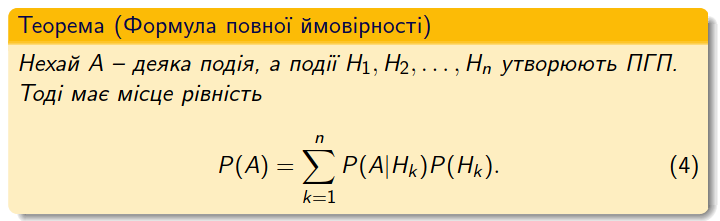 Теорема (Формула повної ймовірності)
Нехай A – деяка подія, а події H₁, H₂, . . . , Hₙ утворюють ПГП.
Тоді має місце рівність
P(A) = ∑ₖ₌₁ⁿ P(A|Hₖ)P(Hₖ). (4)